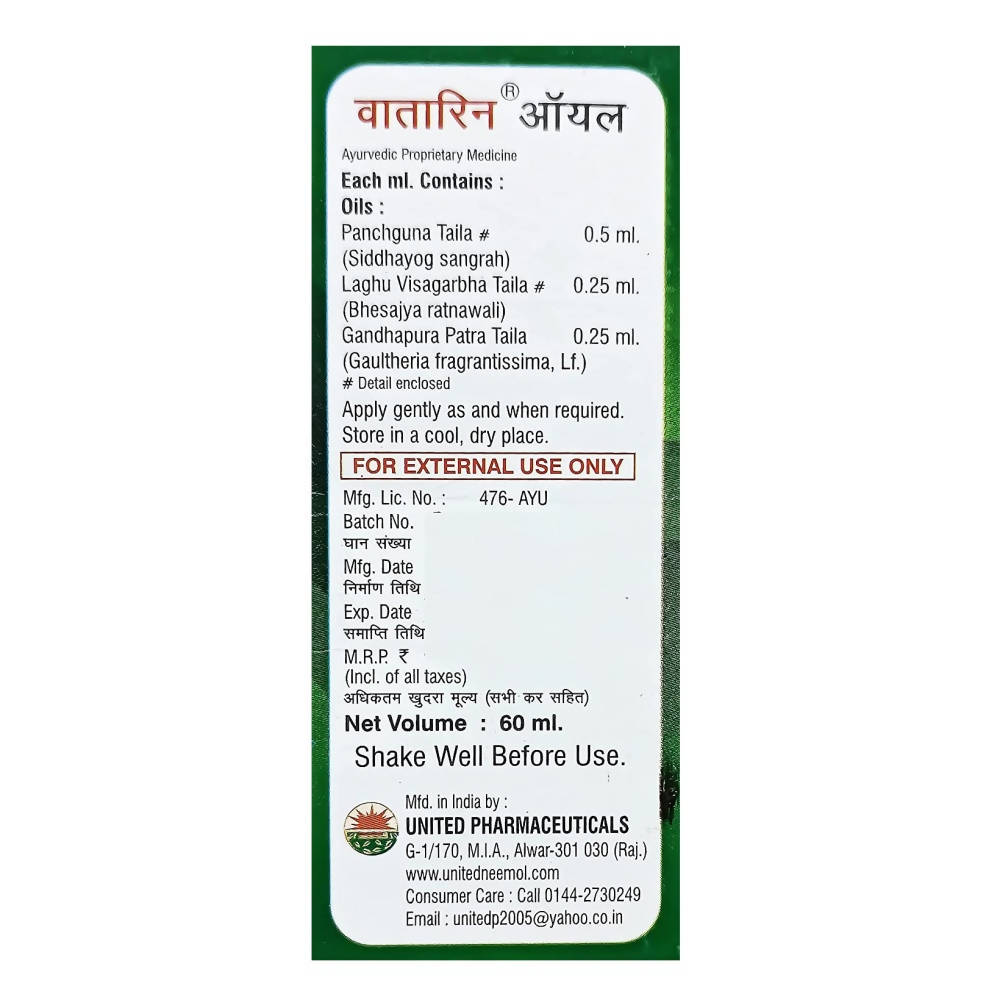 वातारिन® ऑयल
Ayurvedic Proprietary Medicine
Each ml. Contains :
Oils :
Panchguna Taila # 0.5 ml.
(Siddhayog sangrah)
Laghu Visagarbha Taila # 0.25 ml.
(Bhesajya ratnawali)
Gandhapura Patra Taila 0.25 ml.
(Gaultheria fragrantissima, Lf.)
# Detail enclosed
Apply gently as and when required.
Store in a cool, dry place.
FOR EXTERNAL USE ONLY
Mfg. Lic. No. : 476- AYU
Batch No.
घान संख्या
Mfg. Date
निर्माण तिथि
Exp. Date
समाप्ति तिथि
M.R.P. ₹
(Incl. of all taxes)
अधिकतम खुदरा मूल्य (सभी कर सहित)
Net Volume : 60 ml.
Shake Well Before Use.
Mfd. in India by :
UNITED PHARMACEUTICALS
G-1/170, M.I.A., Alwar-301 030 (Raj.)
www.unitedneemol.com
Consumer Care : Call 0144-2730249
Email : unitedp2005@yahoo.co.in